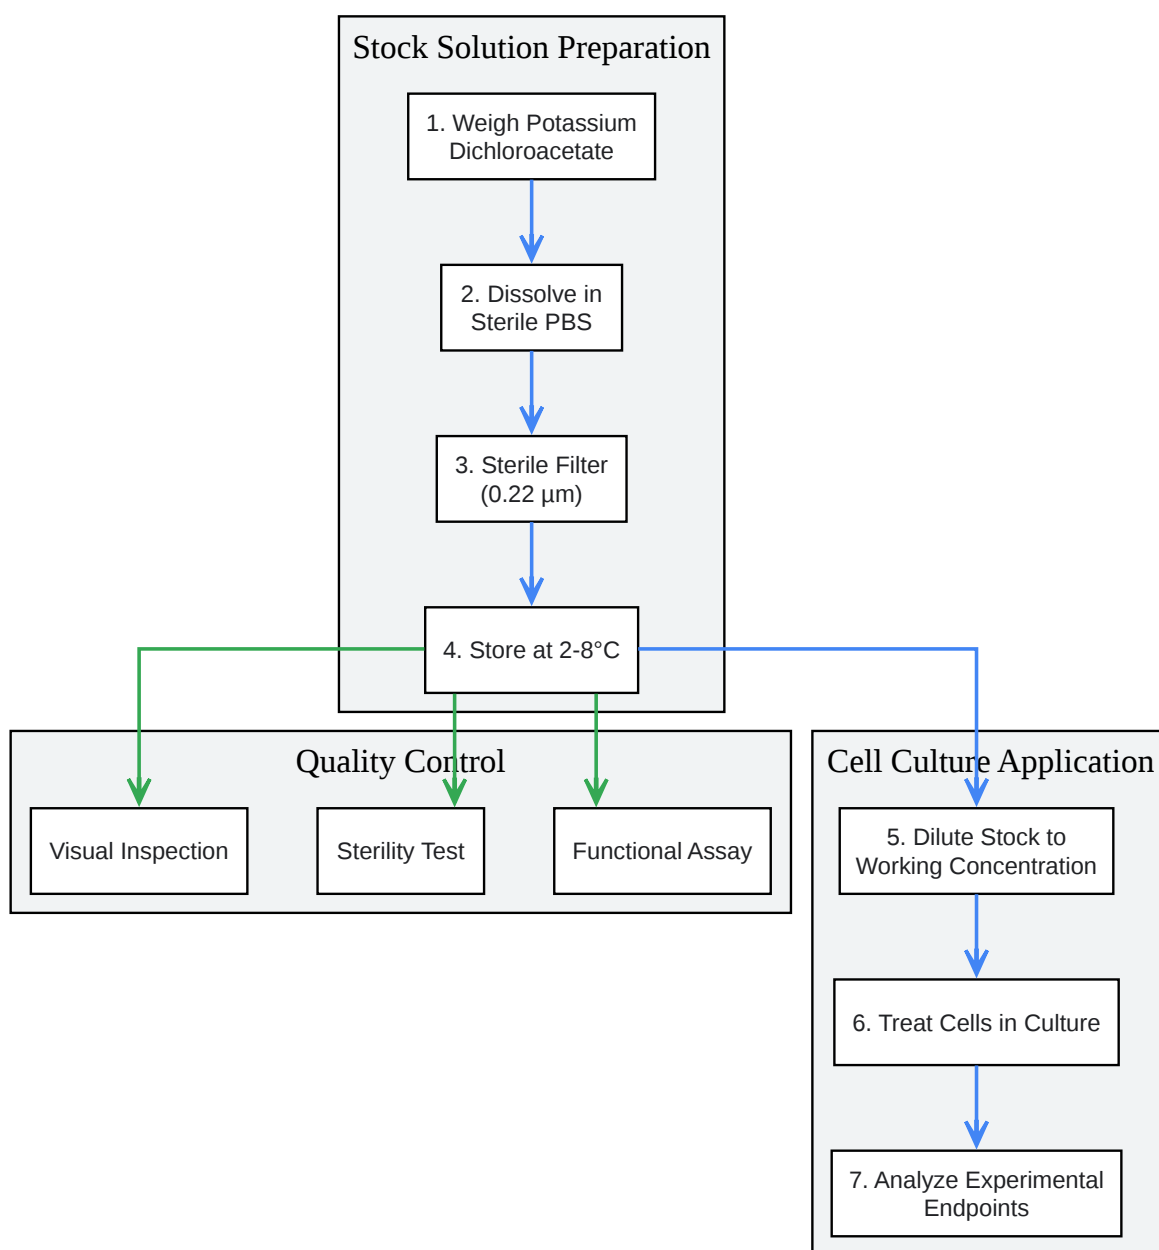 Stock Solution Preparation
1. Weigh Potassium
Dichloroacetate
2. Dissolve in
Sterile PBS
3. Sterile Filter
(0.22 µm)
4. Store at 2-8°C
Quality Control
Visual Inspection
Sterility Test
Functional Assay
Cell Culture Application
5. Dilute Stock to
Working Concentration
6. Treat Cells in Culture
7. Analyze Experimental
Endpoints